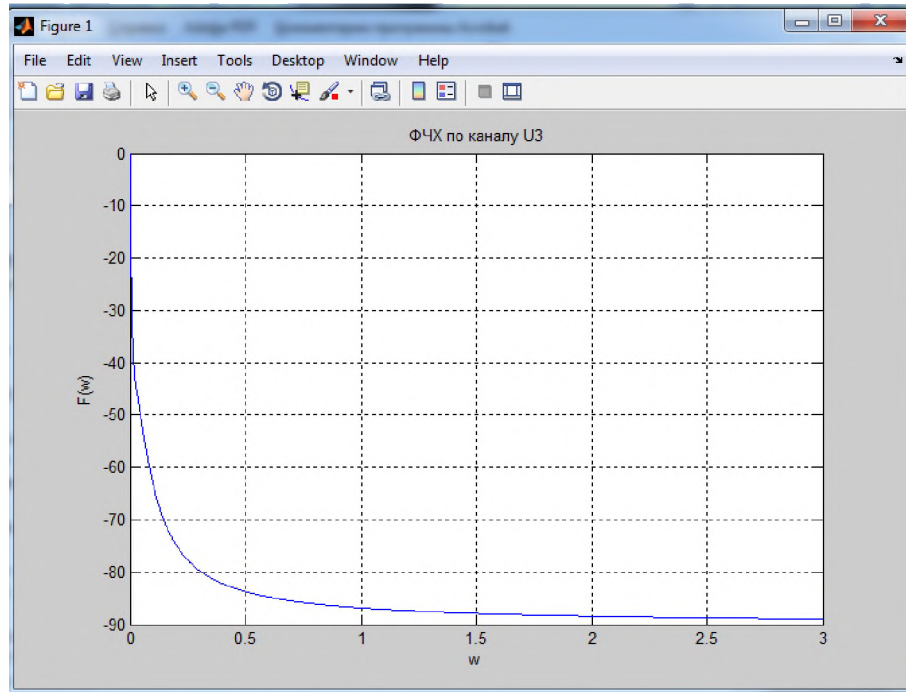 Figure 1
File Edit View Insert Tools Desktop Window Help
ФЧХ по каналу U3
0
-10
-20
-30
-40
-50
-60
-70
-80
-90
F(w)
0 0.5 1 1.5 2 2.5 3
w